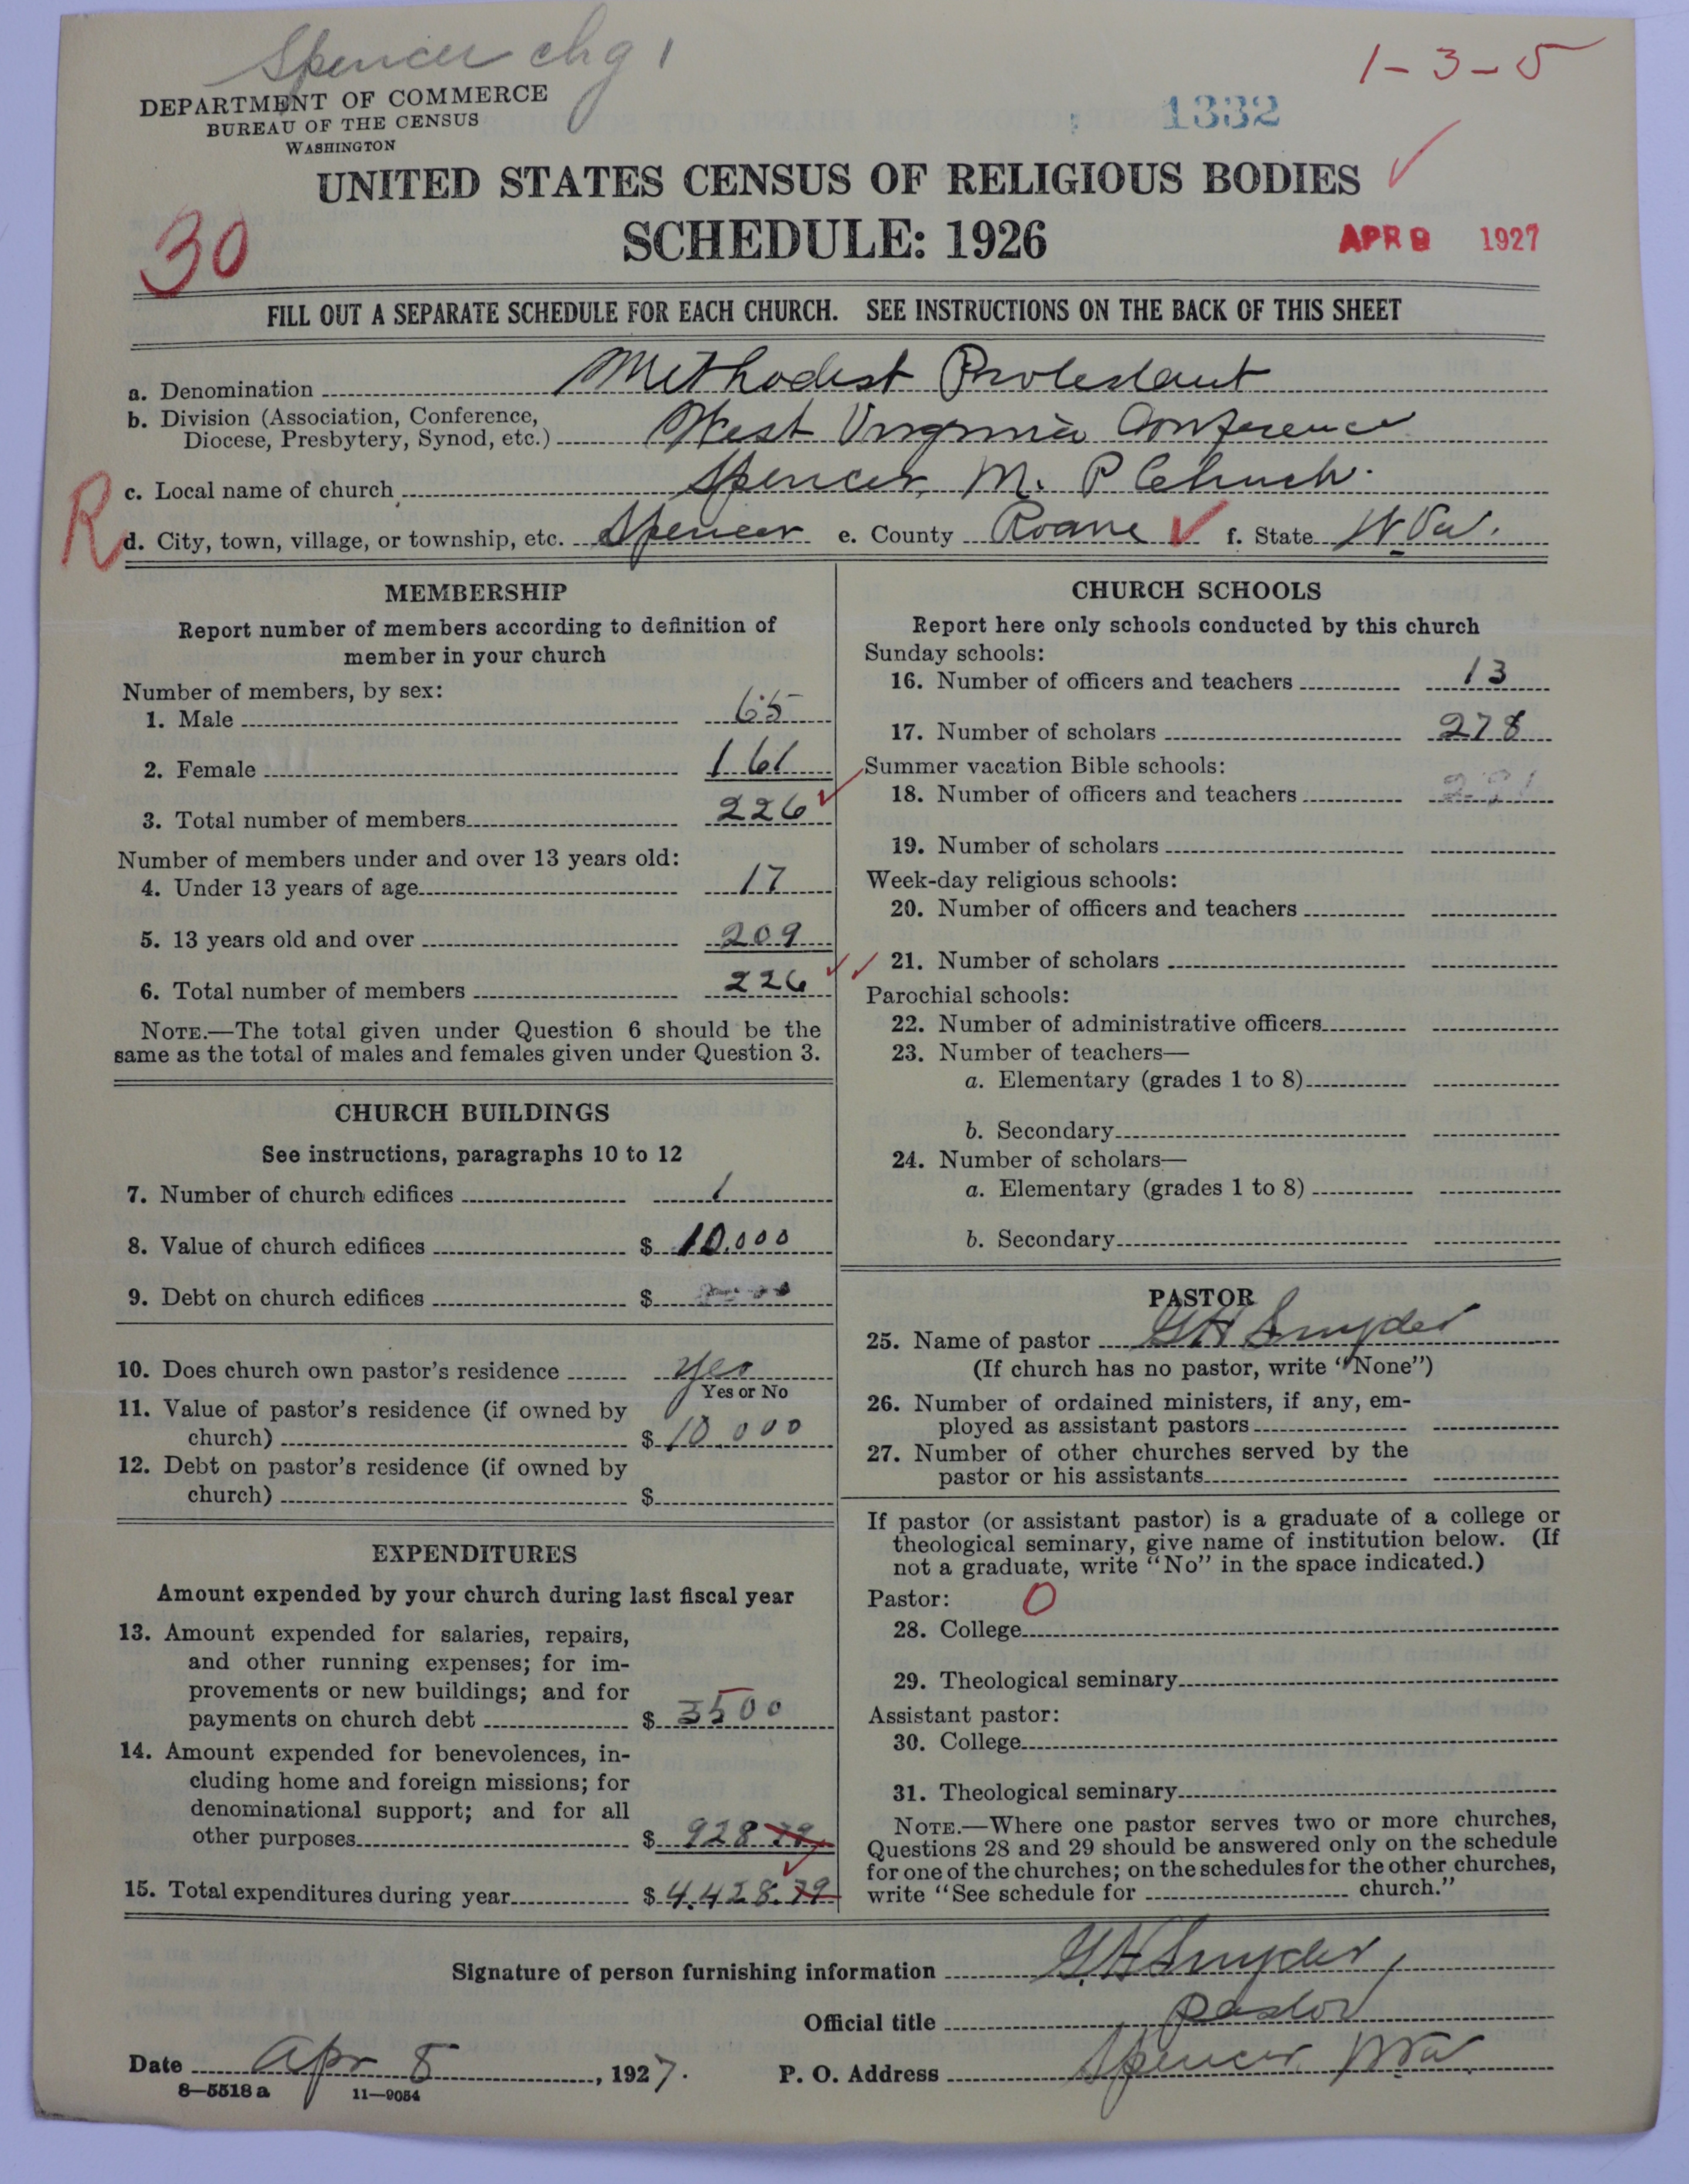 Spencer chg 1
1-3-5
DEPARTMENT OF COMMERCE
BUREAU OF THE CENSUS
WASHINGTON
1332
UNITED STATES CENSUS OF RELIGIOUS BODIES
SCHEDULE: 1926
30
APR 9 1927
FILL OUT A SEPARATE SCHEDULE FOR EACH CHURCH. SEE INSTRUCTIONS ON THE BACK OF THIS SHEET
a. Denomination Methodist Protestant
b. Division (Association, Conference,
Diocese, Presbytery, Synod, etc.) West Virginia Conference
c. Local name of church Spencer M. P Church.
R
d. City, town, village, or township, etc. Spencer e. County Roane f. State W. Va.
MEMBERSHIP
Report number of members according to definition of
member in your church
Number of members, by sex:
1. Male 65
2. Female 161
3. Total number of members 226
Number of members under and over 13 years old:
4. Under 13 years of age 17
5. 13 years old and over 209
6. Total number of members 226
NOTE.—The total given under Question 6 should be the
same as the total of males and females given under Question 3.
CHURCH BUILDINGS
See instructions, paragraphs 10 to 12
7. Number of church edifices 1
8. Value of church edifices $ 10,000
9. Debt on church edifices $
10. Does church own pastor's residence yes
Yes or No
11. Value of pastor's residence (if owned by
church) $ 10.000
12. Debt on pastor's residence (if owned by
church) $
EXPENDITURES
Amount expended by your church during last fiscal year
13. Amount expended for salaries, repairs,
and other running expenses; for im-
provements or new buildings; and for
payments on church debt $ 3500
14. Amount expended for benevolences, in-
cluding home and foreign missions; for
denominational support; and for all
other purposes $ 928 79
15. Total expenditures during year $ 4.428.79
CHURCH SCHOOLS
Report here only schools conducted by this church
Sunday schools:
16. Number of officers and teachers 13
17. Number of scholars 278
Summer vacation Bible schools:
18. Number of officers and teachers
19. Number of scholars
Week-day religious schools:
20. Number of officers and teachers
21. Number of scholars
Parochial schools:
22. Number of administrative officers
23. Number of teachers—
a. Elementary (grades 1 to 8)
b. Secondary
24. Number of scholars—
a. Elementary (grades 1 to 8)
b. Secondary
PASTOR
25. Name of pastor G H Snyder
(If church has no pastor, write "None")
26. Number of ordained ministers, if any, em-
ployed as assistant pastors
27. Number of other churches served by the
pastor or his assistants
If pastor (or assistant pastor) is a graduate of a college or
theological seminary, give name of institution below. (If
not a graduate, write "No" in the space indicated.)
Pastor: 0
28. College
29. Theological seminary
Assistant pastor:
30. College
31. Theological seminary
NOTE.—Where one pastor serves two or more churches,
Questions 28 and 29 should be answered only on the schedule
for one of the churches; on the schedules for the other churches,
write "See schedule for church."
Signature of person furnishing information G H Snyder
Official title pastor
Date Apr 8, 1927. P. O. Address Spencer W Va
8—5518 a 11—9054